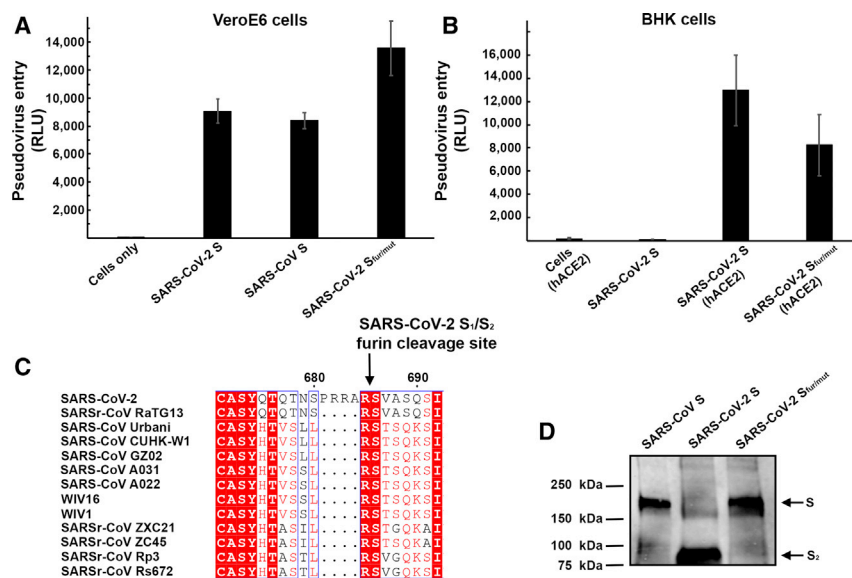 A
VeroE6 cells
Pseudovirus entry
(RLU)
14,000
12,000
10,000
8,000
6,000
4,000
2,000
Cells only
SARS-CoV-2 S
SARS-CoV S
SARS-CoV-2 Sfur/mut
B
BHK cells
Pseudovirus entry
(RLU)
16,000
14,000
12,000
10,000
8,000
6,000
4,000
2,000
Cells
(hACE2)
SARS-CoV-2 S
SARS-CoV-2 S
(hACE2)
SARS-CoV-2 Sfur/mut
(hACE2)
C
SARS-CoV-2 S₁/S₂
furin cleavage site
680 690
SARS-CoV-2 CASYQTQTNSPRRARSVASQSI
SARSr-CoV RaTG13 CASYQTQTNS....RSVASQSI
SARS-CoV Urbani CASYHTVSLL....RSTSQKSI
SARS-CoV CUHK-W1 CASYHTVSLL....RSTSQKSI
SARS-CoV GZ02 CASYHTVSLL....RSTSQKSI
SARS-CoV A031 CASYHTVSSL....RSTSQKSI
SARS-CoV A022 CASYHTVSSL....RSTSQKSI
WIV16 CASYHTVSSL....RSTSQKSI
WIV1 CASYHTVSSL....RSTSQKSI
SARSr-CoV ZXC21 CASYHTASIL....RSTGQKAI
SARSr-CoV ZC45 CASYHTASIL....RSTSQKAI
SARSr-CoV Rp3 CASYHTASTL....RSVGQKSI
SARSr-CoV Rs672 CASYHTASTL....RSVGQKSI
D
SARS-CoV S
SARS-CoV-2 S
SARS-CoV-2 Sfur/mut
250 kDa
150 kDa
100 kDa
75 kDa
S
S₂